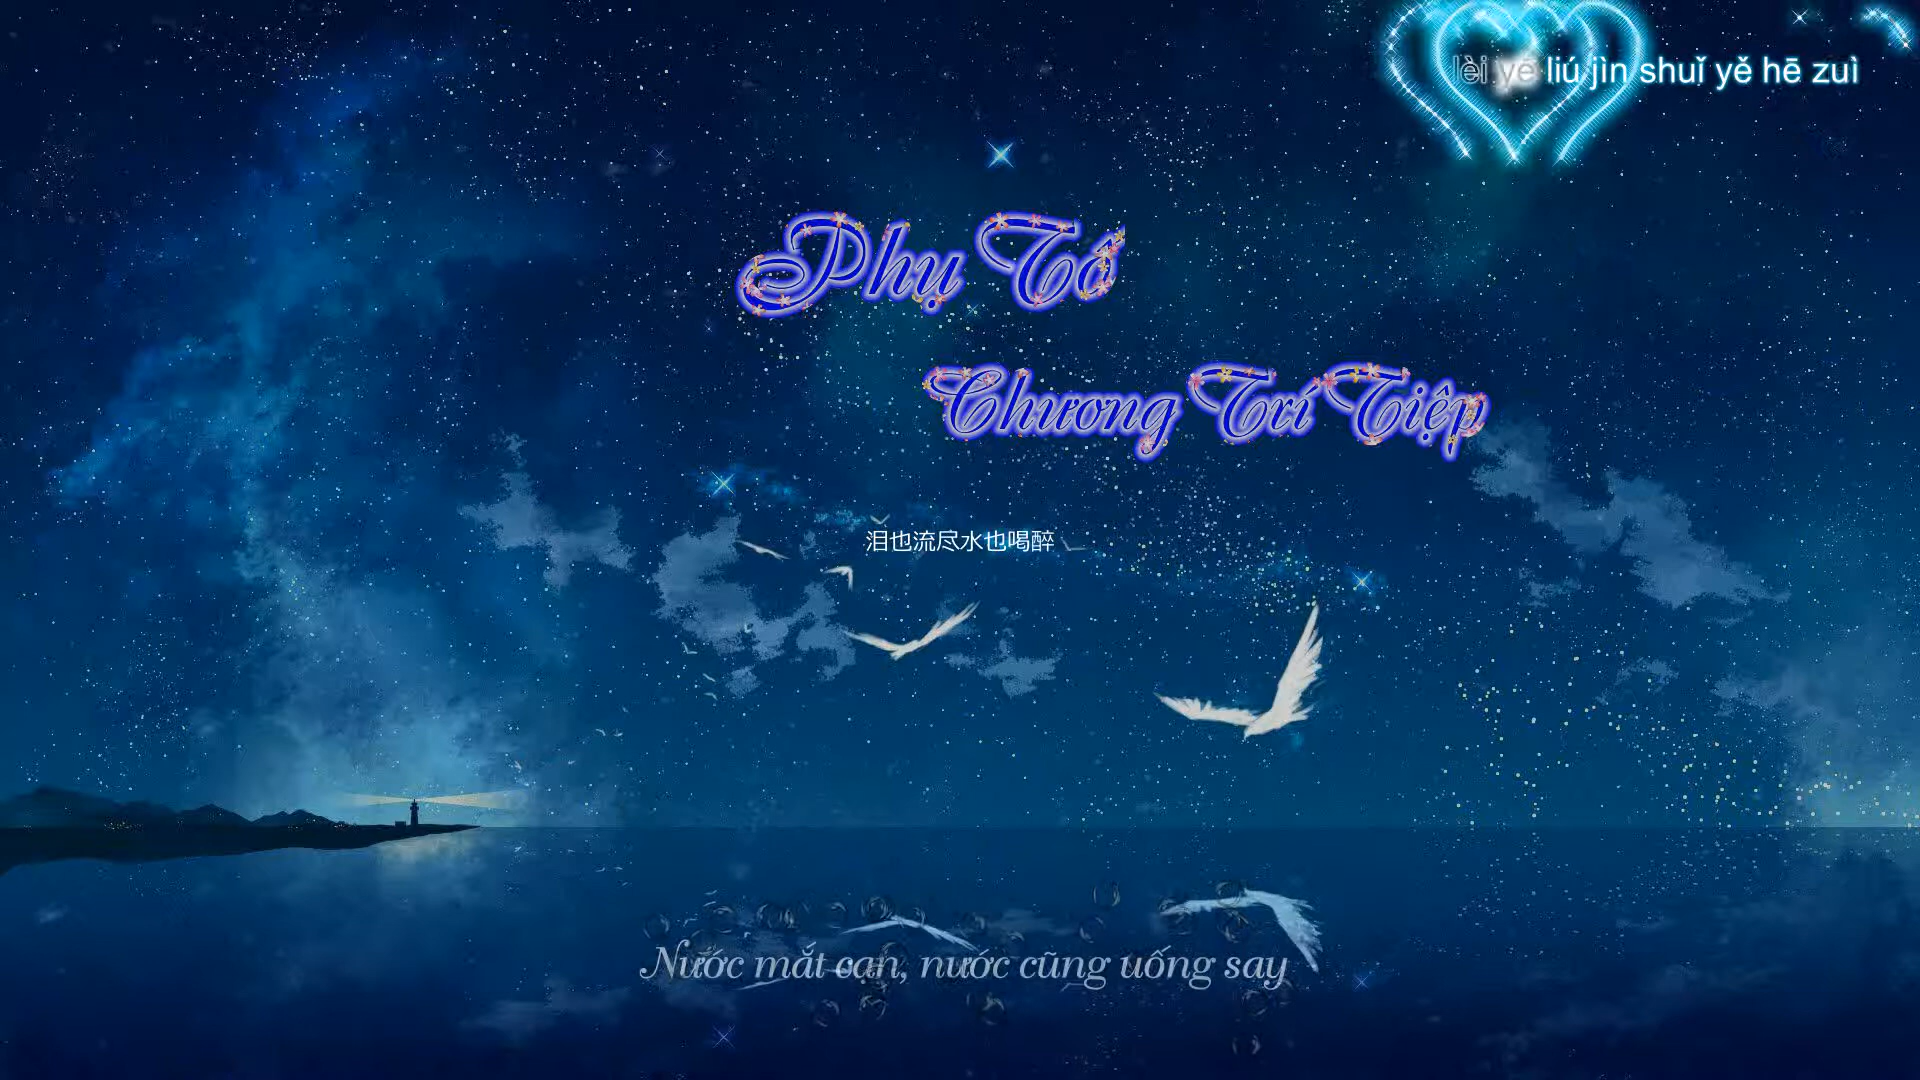 lèi yě liú jìn shuǐ yě hē zuì
Phụ Tố
Chương Trí Tiệp
泪也流尽水也喝醉
Nước mắt cạn, nước cũng uống say